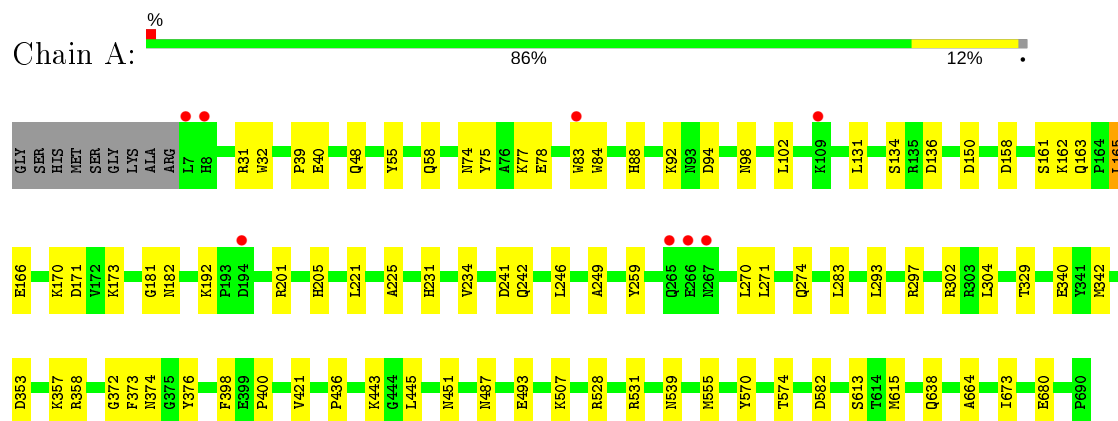 %
Chain A:
86% 12% •
GLY SER HIS MET SER GLY LYS ALA ARG L7 H8 R31 W32 P39 E40 Q48 Y55 Q58 N74 Y75 A76 K77 E78 W83 W84 H88 K92 N93 D94 N98 L102 K109 L131 S134 R135 D136 D150 D158 S161 K162 Q163 P164 L165
E166 K170 D171 V172 K173 G181 N182 K192 P193 D194 R201 H205 L221 A225 H231 V234 D241 Q242 L246 A249 Y259 Q265 E266 N267 L270 L271 Q274 L283 L293 R297 R302 R303 L304 T329 E340 Y341 M342
D353 K357 R358 G372 F373 N374 G375 Y376 F398 E399 P400 V421 P436 K443 G444 L445 N451 N487 E493 K507 R528 R531 N539 M555 Y570 T574 D582 S613 T614 M615 Q638 A664 I673 E680 P690